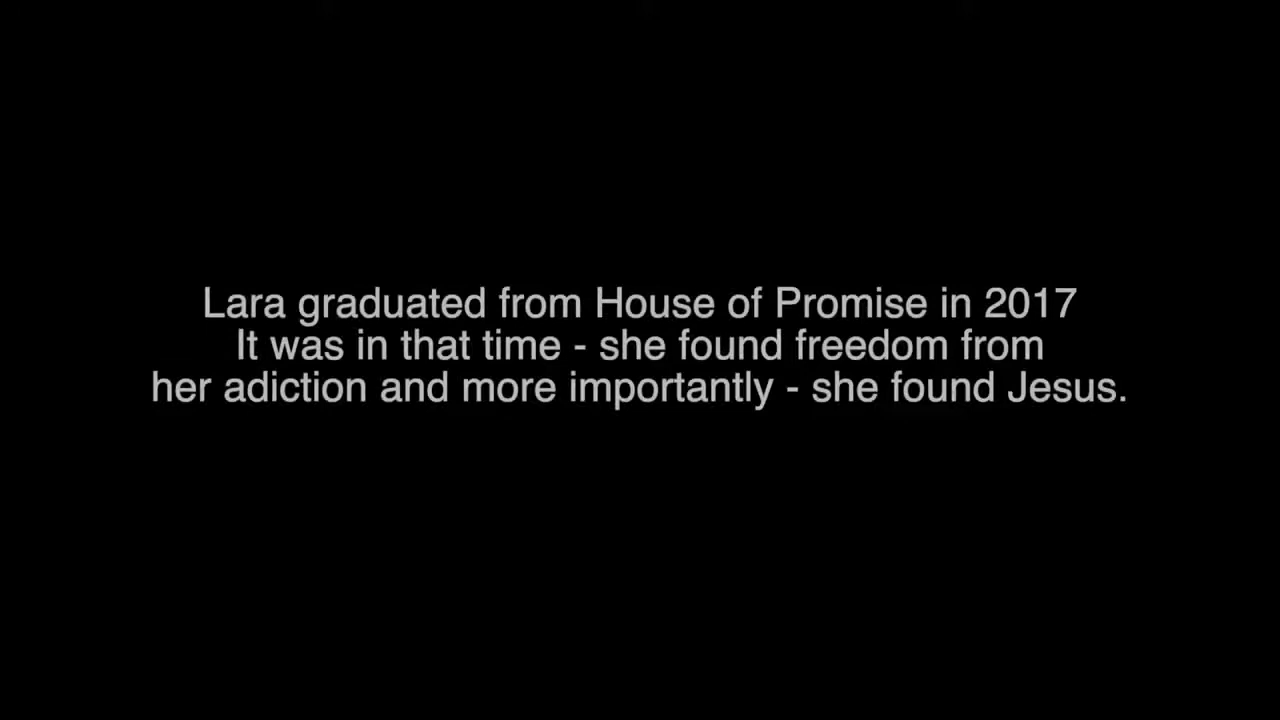 Lara graduated from House of Promise in 2017
It was in that time - she found freedom from
her adiction and more importantly - she found Jesus.